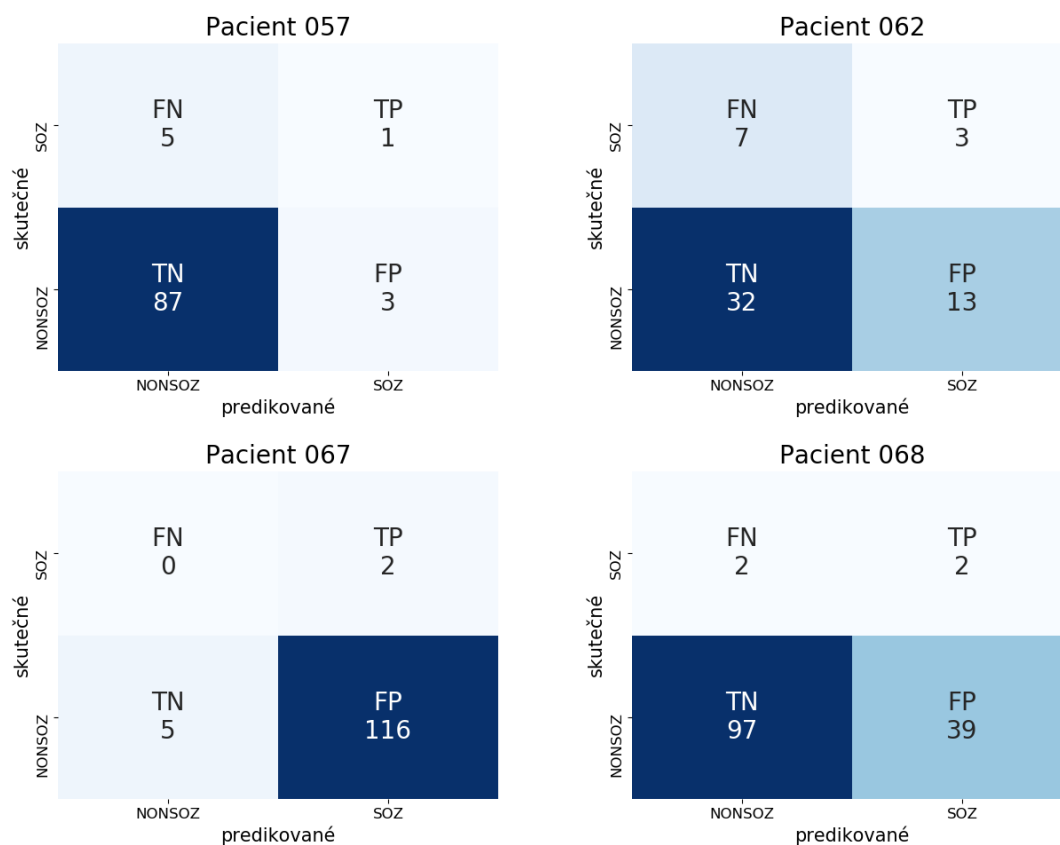 Pacient 057
FN
5
TP
1
TN
87
FP
3
SOZ
NONSOZ
skutečné
NONSOZ
SOZ
predikované
Pacient 062
FN
7
TP
3
TN
32
FP
13
SOZ
NONSOZ
skutečné
NONSOZ
SOZ
predikované
Pacient 067
FN
0
TP
2
TN
5
FP
116
SOZ
NONSOZ
skutečné
NONSOZ
SOZ
predikované
Pacient 068
FN
2
TP
2
TN
97
FP
39
SOZ
NONSOZ
skutečné
NONSOZ
SOZ
predikované